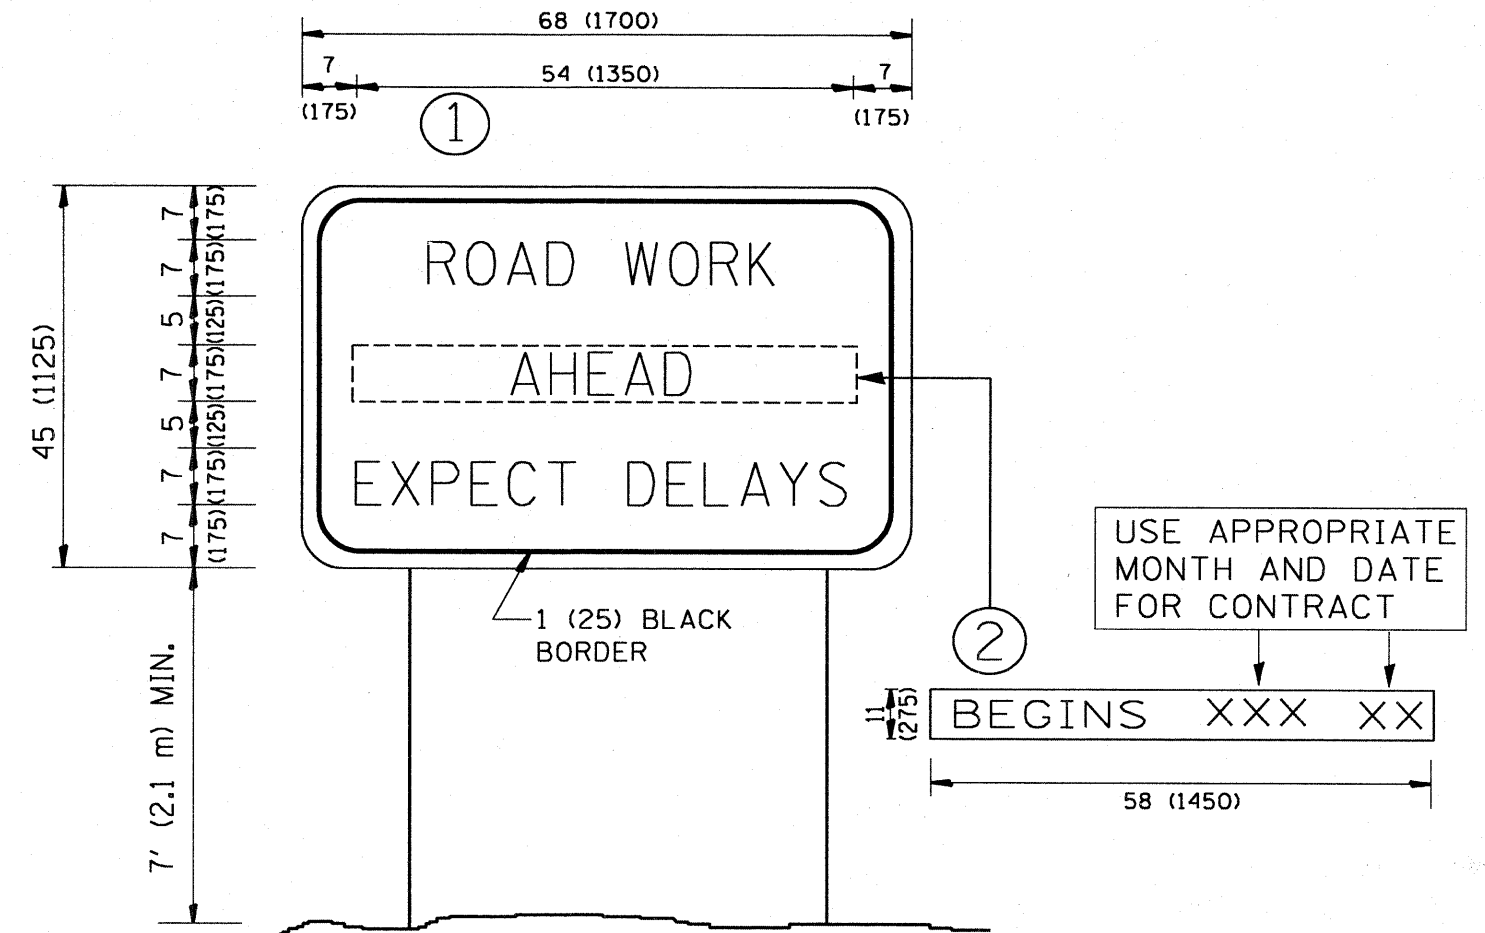 68 (1700)
7
54 (1350)
7
(175)
(175)
1
7
(175)
7
(175)
5
(125)
7
(175)
5
(125)
7
(175)
7
(175)
45 (1125)
ROAD WORK
AHEAD
EXPECT DELAYS
1 (25) BLACK
BORDER
7' (2.1 m) MIN.
USE APPROPRIATE
MONTH AND DATE
FOR CONTRACT
2
11
(275)
BEGINS XXX XX
58 (1450)